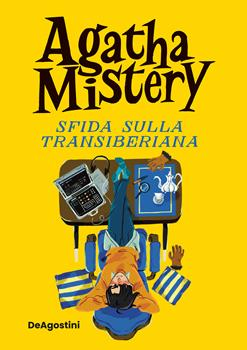 Agatha
Mistery
SFIDA SULLA
TRANSIBERIANA
DeAgostini